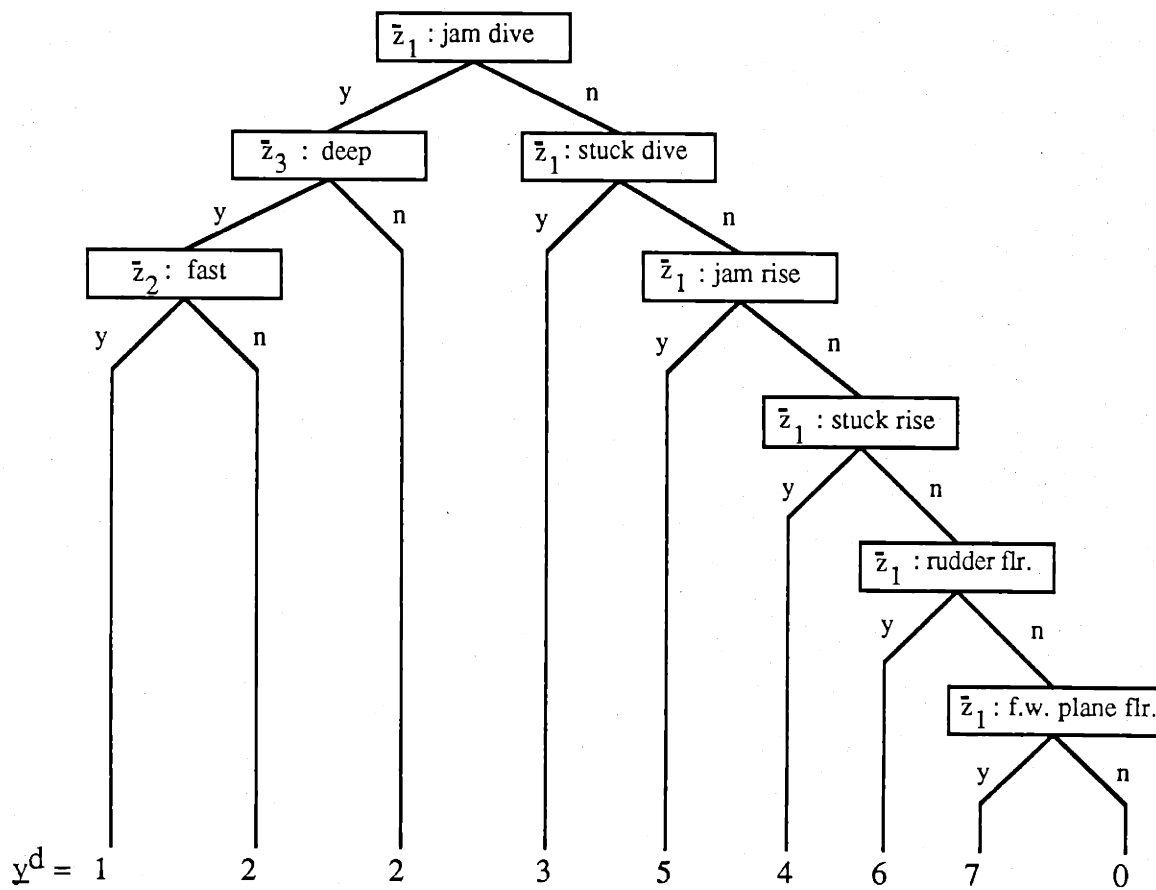 z̄1 : jam dive
y n
z̄3 : deep z̄1: stuck dive
y n y n
z̄2 : fast z̄1 : jam rise
y n y n
z̄1 : stuck rise
y n
z̄1 : rudder flr.
y n
z̄1 : f.w. plane flr.
y n
y^d = 1 2 2 3 5 4 6 7 0